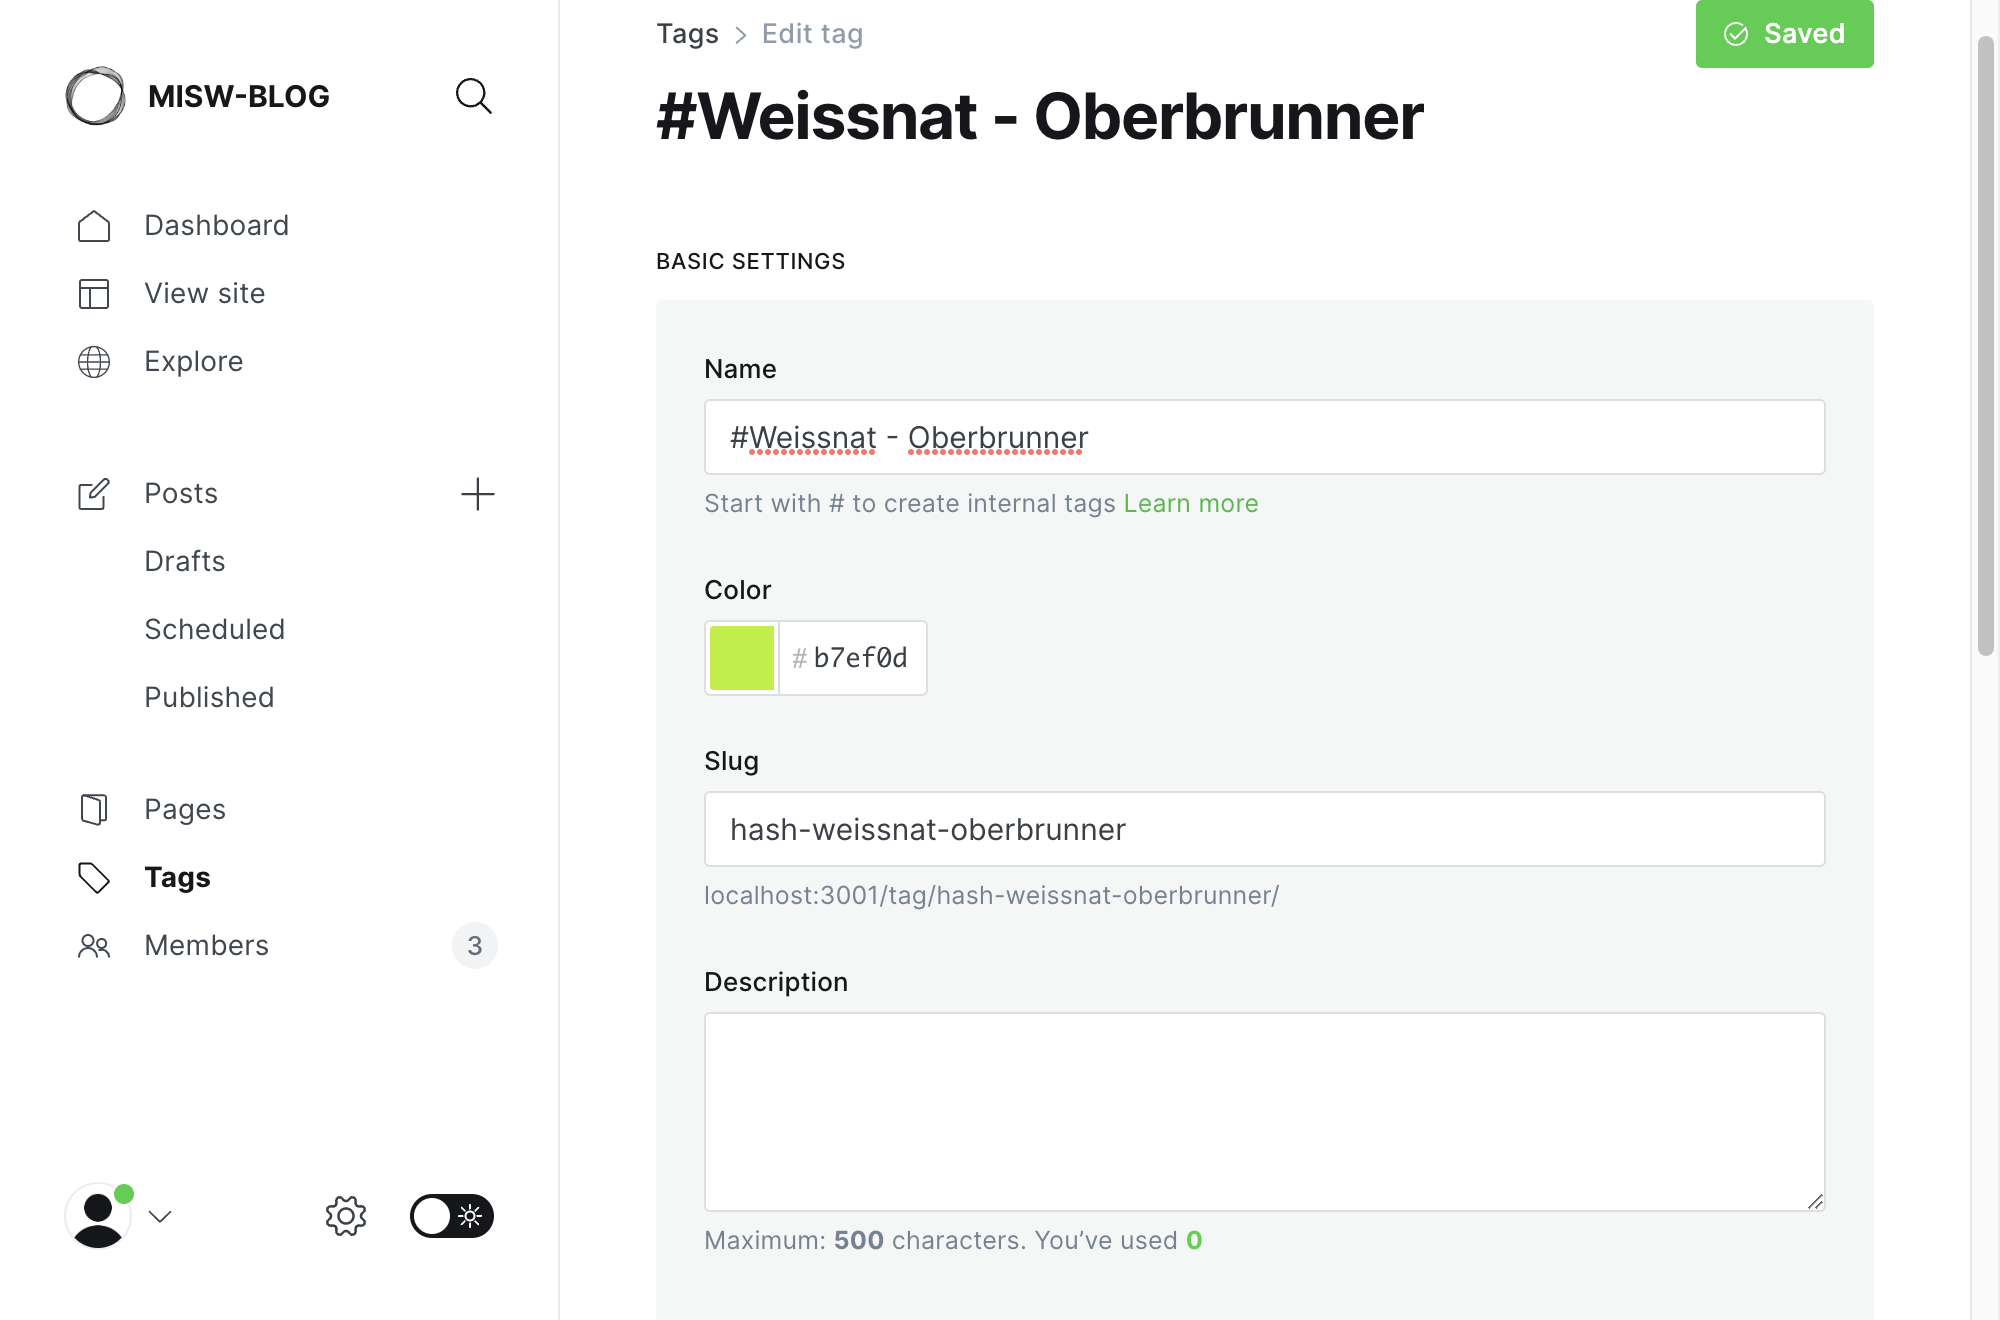 MISW-BLOG
Dashboard
View site
Explore
Posts
Drafts
Scheduled
Published
Pages
Tags
Members 3
Tags > Edit tag
Saved
#Weissnat - Oberbrunner
BASIC SETTINGS
Name
#Weissnat - Oberbrunner
Start with # to create internal tags Learn more
Color
# b7ef0d
Slug
hash-weissnat-oberbrunner
localhost:3001/tag/hash-weissnat-oberbrunner/
Description
Maximum: 500 characters. You’ve used 0